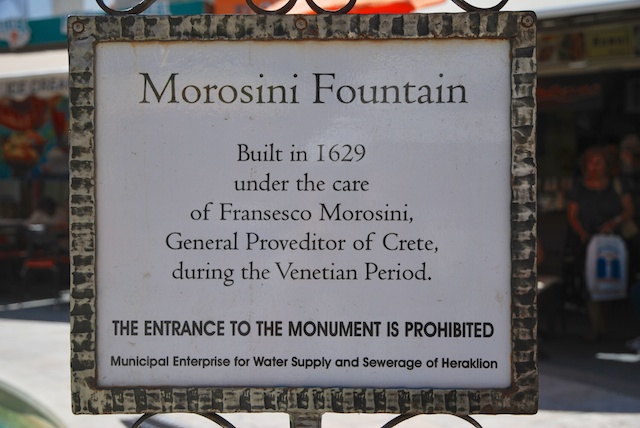 Morosini Fountain
Built in 1629
under the care
of Fransesco Morosini,
General Proveditor of Crete,
during the Venetian Period.
THE ENTRANCE TO THE MONUMENT IS PROHIBITED
Municipal Enterprise for Water Supply and Sewerage of Heraklion